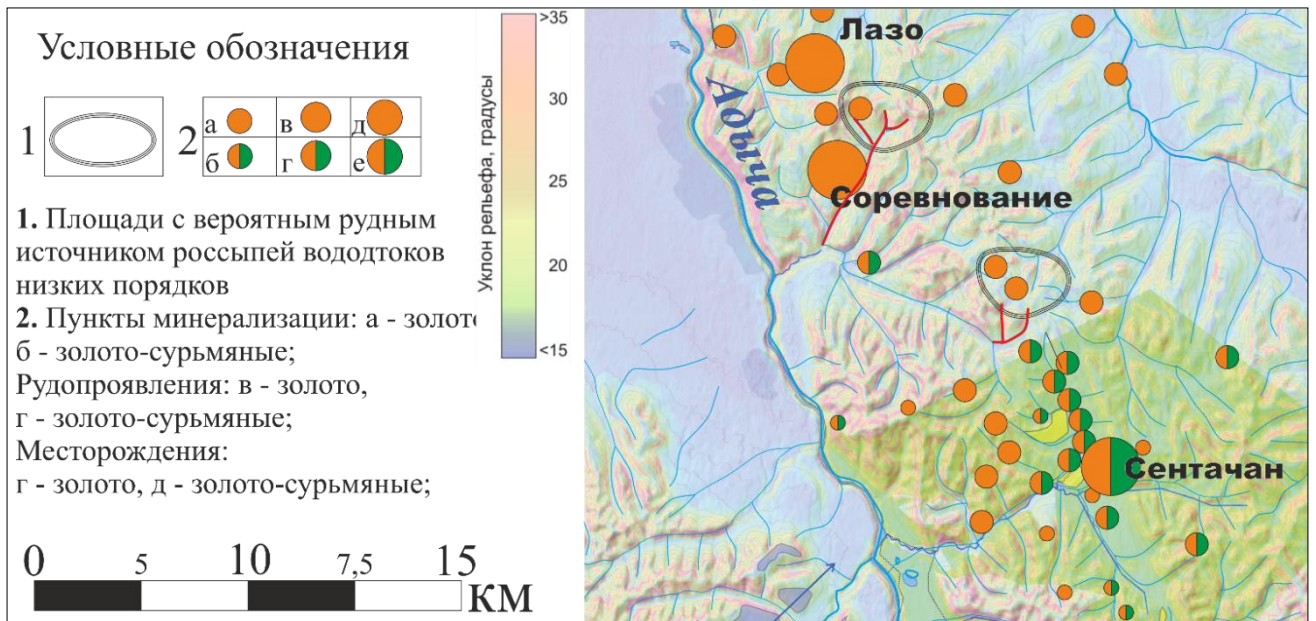 Условные обозначения
1
2
а
в
д
б
г
е
1. Площади с вероятным рудным
источником россыпей вододтоков
низких порядков
2. Пункты минерализации: а - золото
б - золото-сурьмяные;
Рудопроявления: в - золото,
г - золото-сурьмяные;
Месторождения:
г - золото, д - золото-сурьмяные;
0
5
10
7,5
15
км
Уклон рельефа, градусы
>35
30
25
20
<15
Лазо
Адыча
Соревнование
Сентачан